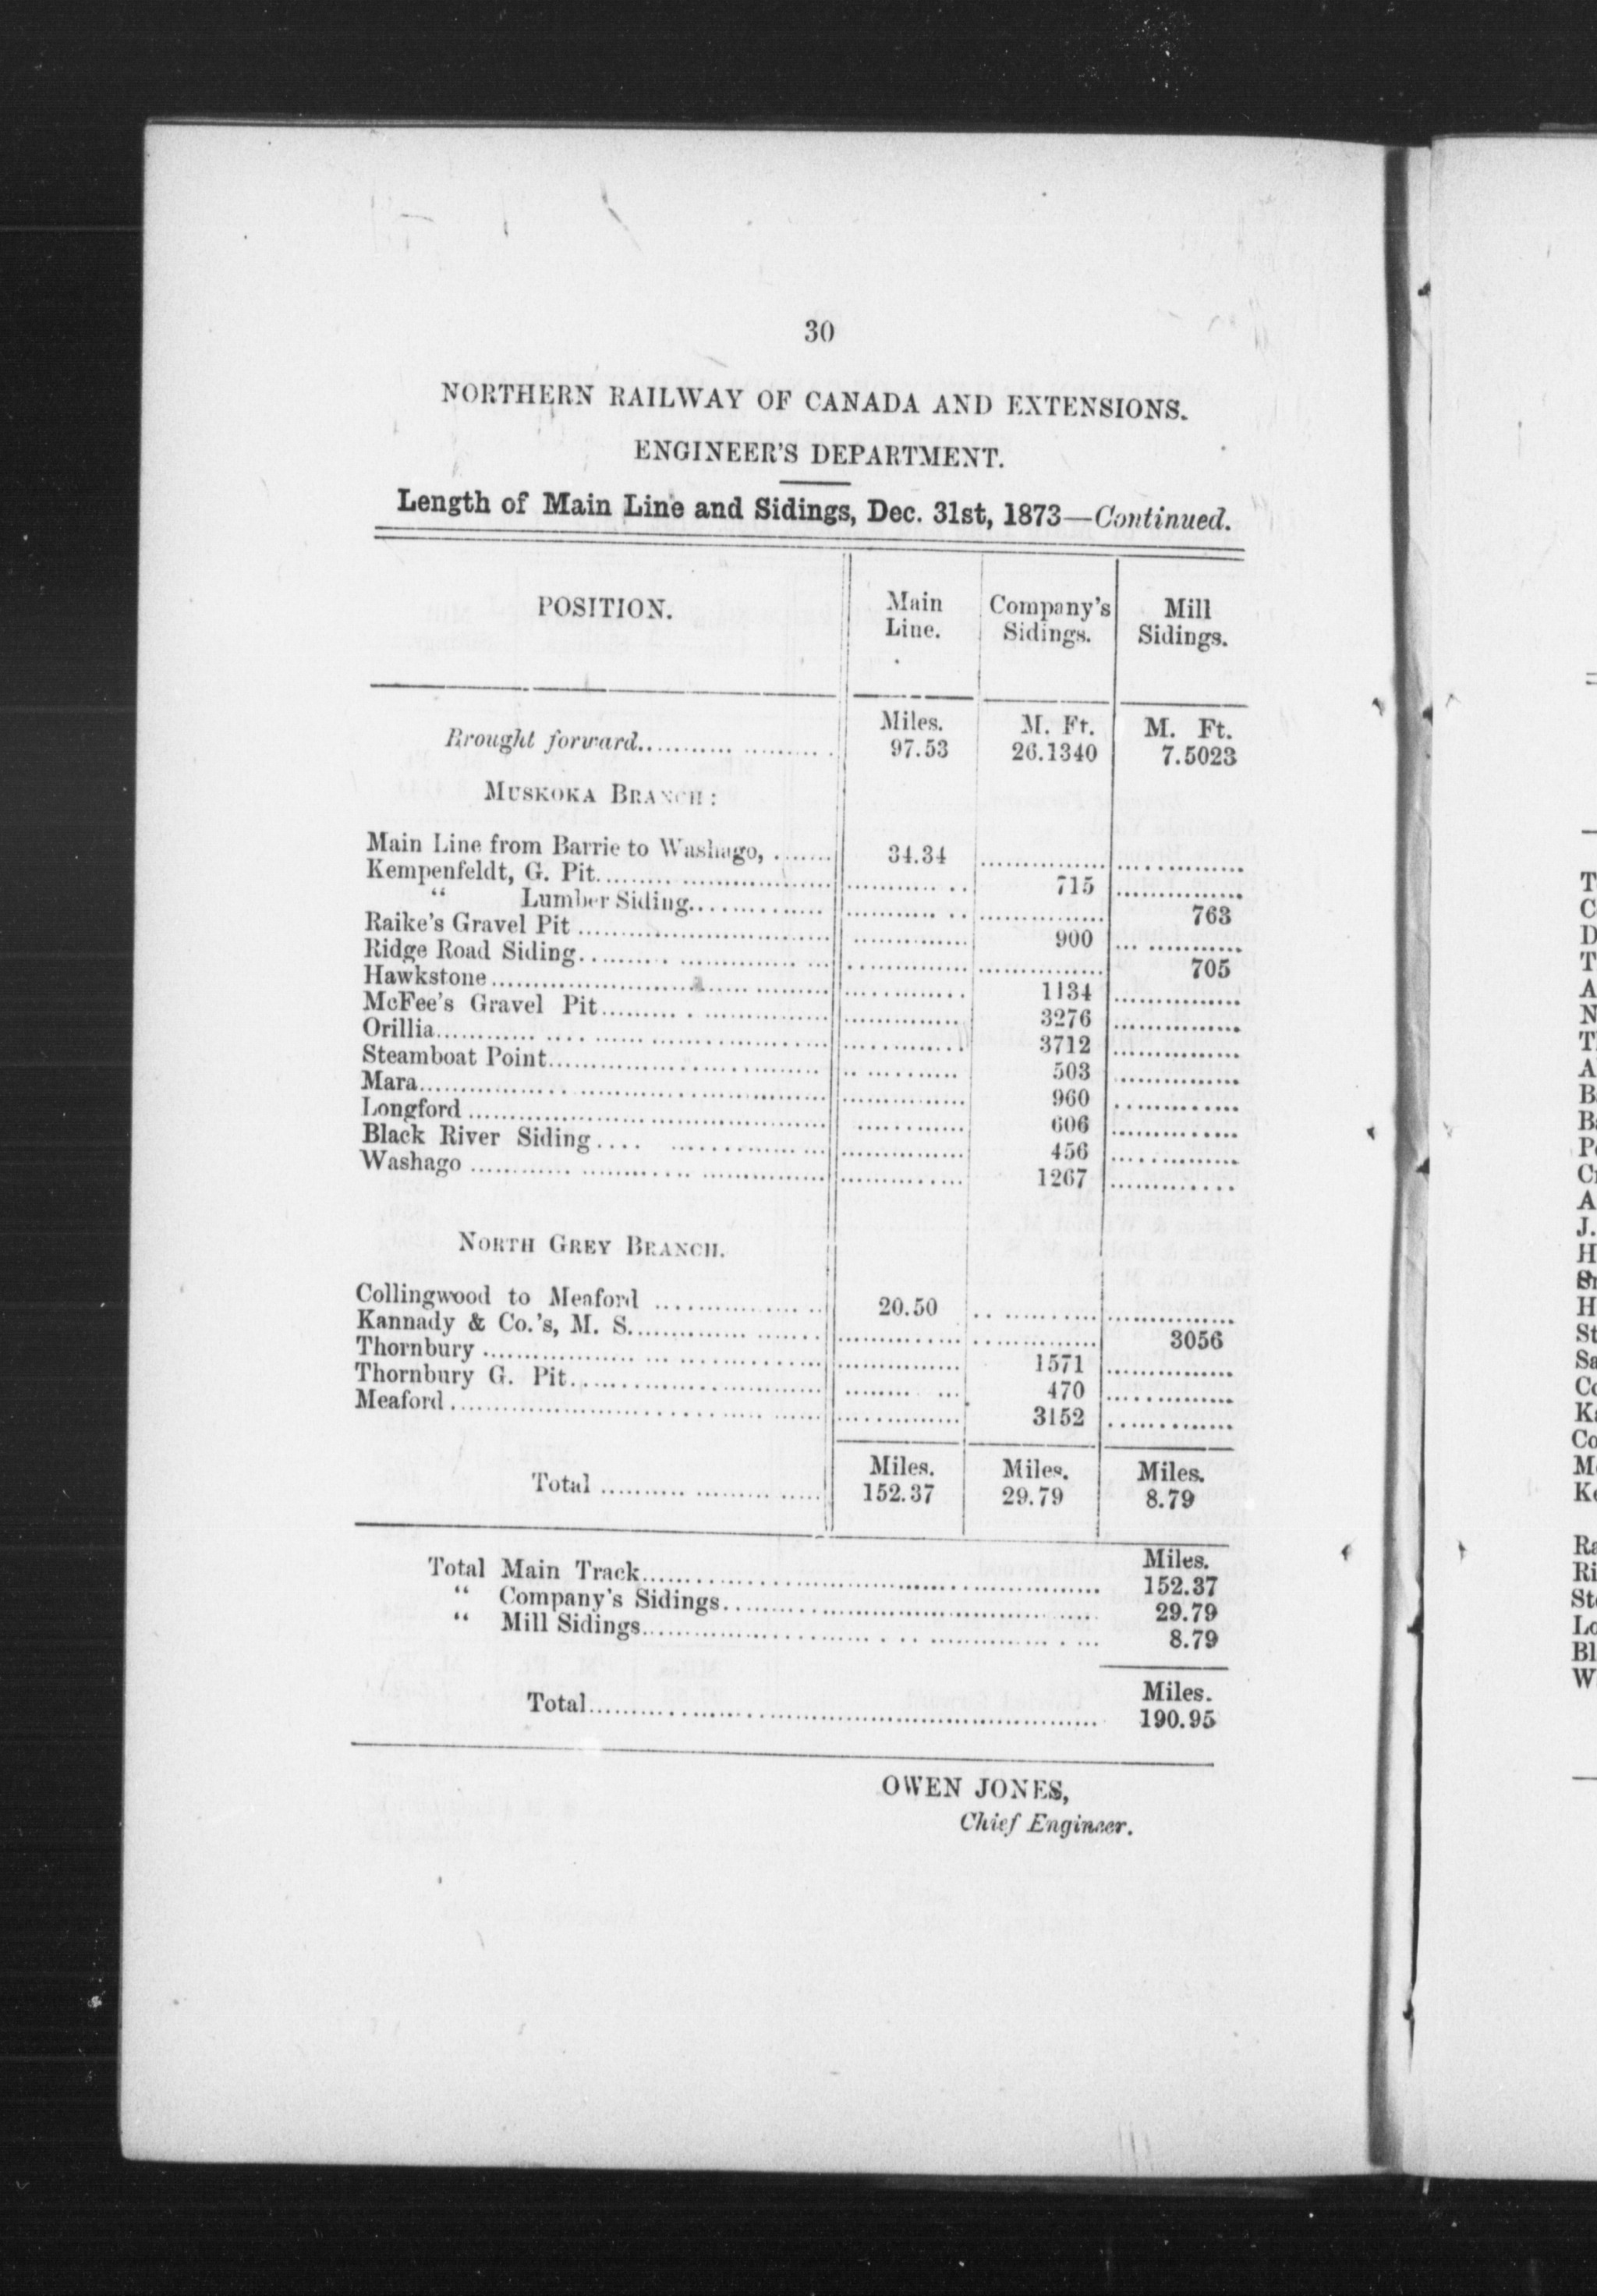 30
NORTHERN RAILWAY OF CANADA AND EXTENSIONS.
ENGINEER'S DEPARTMENT.
Length of Main Line and Sidings, Dec. 31st, 1873—Continued.
POSITION. Main Line. Company's Sidings. Mill Sidings.
Miles. M. Ft. M. Ft.
Brought forward 97.53 26.1340 7.5023
MUSKOKA BRANCH:
Main Line from Barrie to Washago, 34.34
Kempenfeldt, G. Pit 715
“ Lumber Siding 763
Raike's Gravel Pit 900
Ridge Road Siding 705
Hawkstone 1134
McFee's Gravel Pit 3276
Orillia 3712
Steamboat Point 503
Mara 960
Longford 606
Black River Siding 456
Washago 1267
NORTH GREY BRANCH.
Collingwood to Meaford 20.50
Kannady & Co.'s, M. S. 3056
Thornbury 1571
Thornbury G. Pit 470
Meaford 3152
Miles. Miles. Miles.
Total 152.37 29.79 8.79
Miles.
Total Main Track 152.37
“ Company's Sidings 29.79
“ Mill Sidings 8.79
Miles.
Total 190.95
OWEN JONES,
Chief Engineer.